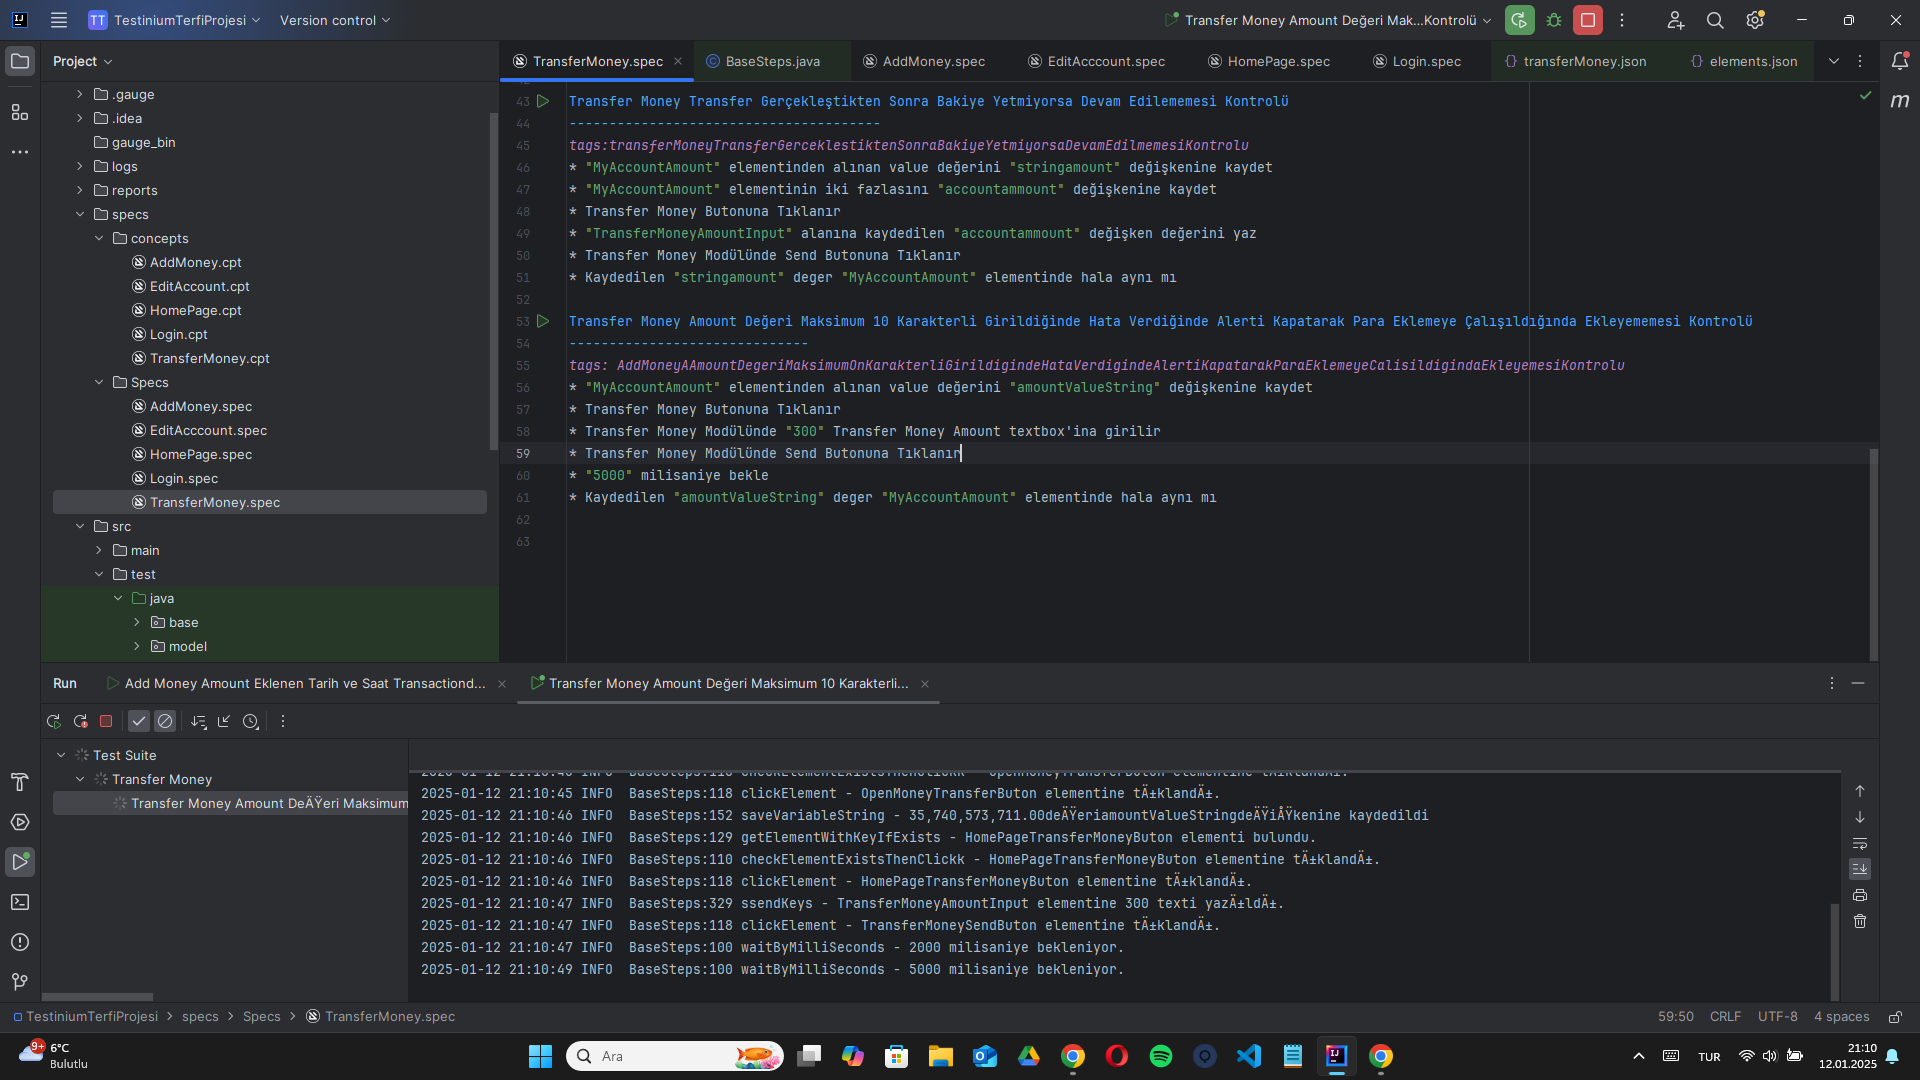 TT TestiniumTerfiProjesi Version control Transfer Money Amount Değeri Mak...Kontrolü
Project
TransferMoney.spec BaseSteps.java AddMoney.spec EditAcccount.spec HomePage.spec Login.spec transferMoney.json elements.json
.gauge
.idea
gauge_bin
logs
reports
specs
concepts
AddMoney.cpt
EditAccount.cpt
HomePage.cpt
Login.cpt
TransferMoney.cpt
Specs
AddMoney.spec
EditAcccount.spec
HomePage.spec
Login.spec
TransferMoney.spec
src
main
test
java
base
model
43 Transfer Money Transfer Gerçekleştikten Sonra Bakiye Yetmiyorsa Devam Edilememesi Kontrolü
44 ---------------------------------------
45 tags:transferMoneyTransferGerceklestiktenSonraBakiyeYetmiyorsaDevamEdilmemesiKontrolu
46 * "MyAccountAmount" elementinden alınan value değerini "stringamount" değişkenine kaydet
47 * "MyAccountAmount" elementinin iki fazlasını "accountammount" değişkenine kaydet
48 * Transfer Money Butonuna Tıklanır
49 * "TransferMoneyAmountInput" alanına kaydedilen "accountammount" değişken değerini yaz
50 * Transfer Money Modülünde Send Butonuna Tıklanır
51 * Kaydedilen "stringamount" deger "MyAccountAmount" elementinde hala aynı mı
52
53 Transfer Money Amount Değeri Maksimum 10 Karakterli Girildiğinde Hata Verdiğinde Alerti Kapatarak Para Eklemeye Çalışıldığında Ekleyememesi Kontrolü
54 ------------------------------
55 tags: AddMoneyAAmountDegeriMaksimumOnKarakterliGirildigindeHataVerdigindeAlertiKapatarakParaEklemeyeCalisildigindaEkleyemesiKontrolu
56 * "MyAccountAmount" elementinden alınan value değerini "amountValueString" değişkenine kaydet
57 * Transfer Money Butonuna Tıklanır
58 * Transfer Money Modülünde "300" Transfer Money Amount textbox'ina girilir
59 * Transfer Money Modülünde Send Butonuna Tıklanır
60 * "5000" milisaniye bekle
61 * Kaydedilen "amountValueString" deger "MyAccountAmount" elementinde hala aynı mı
62
63
Run Add Money Amount Eklenen Tarih ve Saat Transactiond... Transfer Money Amount Değeri Maksimum 10 Karakterli...
Test Suite
Transfer Money
Transfer Money Amount DeÄŸeri Maksimum
2025-01-12 21:10:45 INFO BaseSteps:118 clickElement - OpenMoneyTransferButon elementine tÄ±klandÄ±.
2025-01-12 21:10:46 INFO BaseSteps:152 saveVariableString - 35,740,573,711.00deÄŸeriamountValueStringdeÄŸiÅŸkenine kaydedildi
2025-01-12 21:10:46 INFO BaseSteps:129 getElementWithKeyIfExists - HomePageTransferMoneyButon elementi bulundu.
2025-01-12 21:10:46 INFO BaseSteps:110 checkElementExistsThenClickk - HomePageTransferMoneyButon elementine tÄ±klandÄ±.
2025-01-12 21:10:46 INFO BaseSteps:118 clickElement - HomePageTransferMoneyButon elementine tÄ±klandÄ±.
2025-01-12 21:10:47 INFO BaseSteps:329 ssendKeys - TransferMoneyAmountInput elementine 300 texti yazÄ±ldÄ±.
2025-01-12 21:10:47 INFO BaseSteps:118 clickElement - TransferMoneySendButon elementine tÄ±klandÄ±.
2025-01-12 21:10:47 INFO BaseSteps:100 waitByMilliSeconds - 2000 milisaniye bekleniyor.
2025-01-12 21:10:49 INFO BaseSteps:100 waitByMilliSeconds - 5000 milisaniye bekleniyor.
TestiniumTerfiProjesi > specs > Specs > TransferMoney.spec 59:50 CRLF UTF-8 4 spaces
9+ 6°C
Bulutlu
Ara
TUR
21:10
12.01.2025